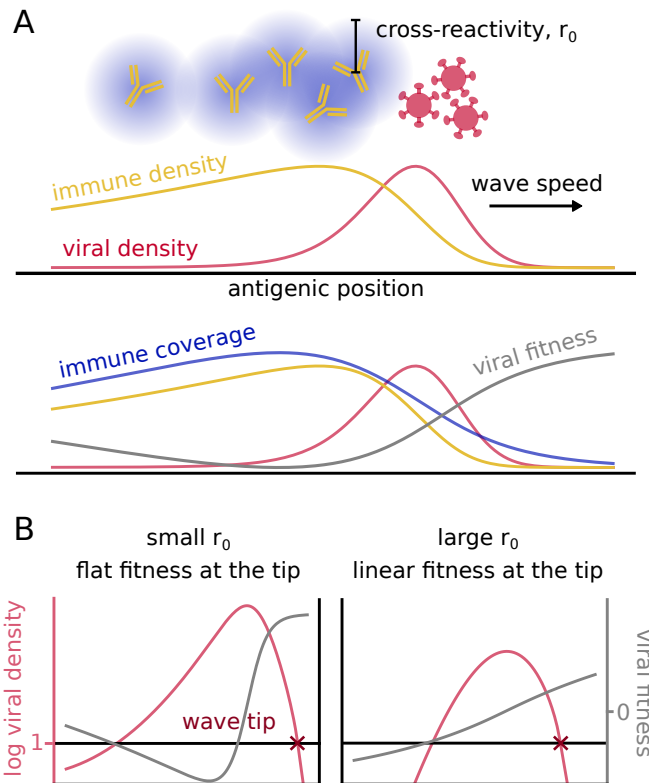 A
cross-reactivity, r₀
immune density
wave speed
viral density
antigenic position
immune coverage
viral fitness
B
small r₀
flat fitness at the tip
large r₀
linear fitness at the tip
log viral density
1
wave tip
0
viral fitness